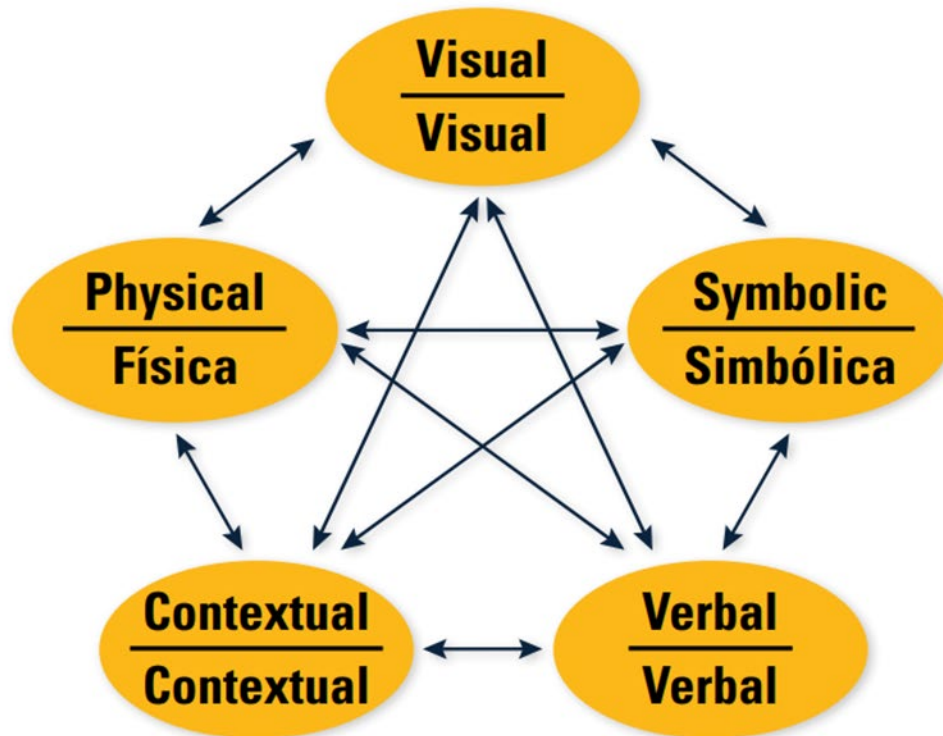 Visual
Visual
Physical
Física
Symbolic
Simbólica
Contextual
Contextual
Verbal
Verbal